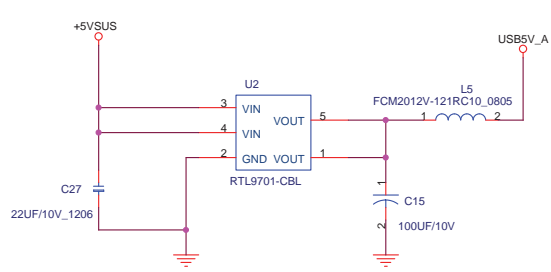 +5VSUS
USB5V_A
U2
L5
FCM2012V-121RC10_0805
3 VIN
VOUT 5
1 2
4 VIN
2 GND VOUT 1
RTL9701-CBL
C27
1
C15
22UF/10V_1206
2
100UF/10V